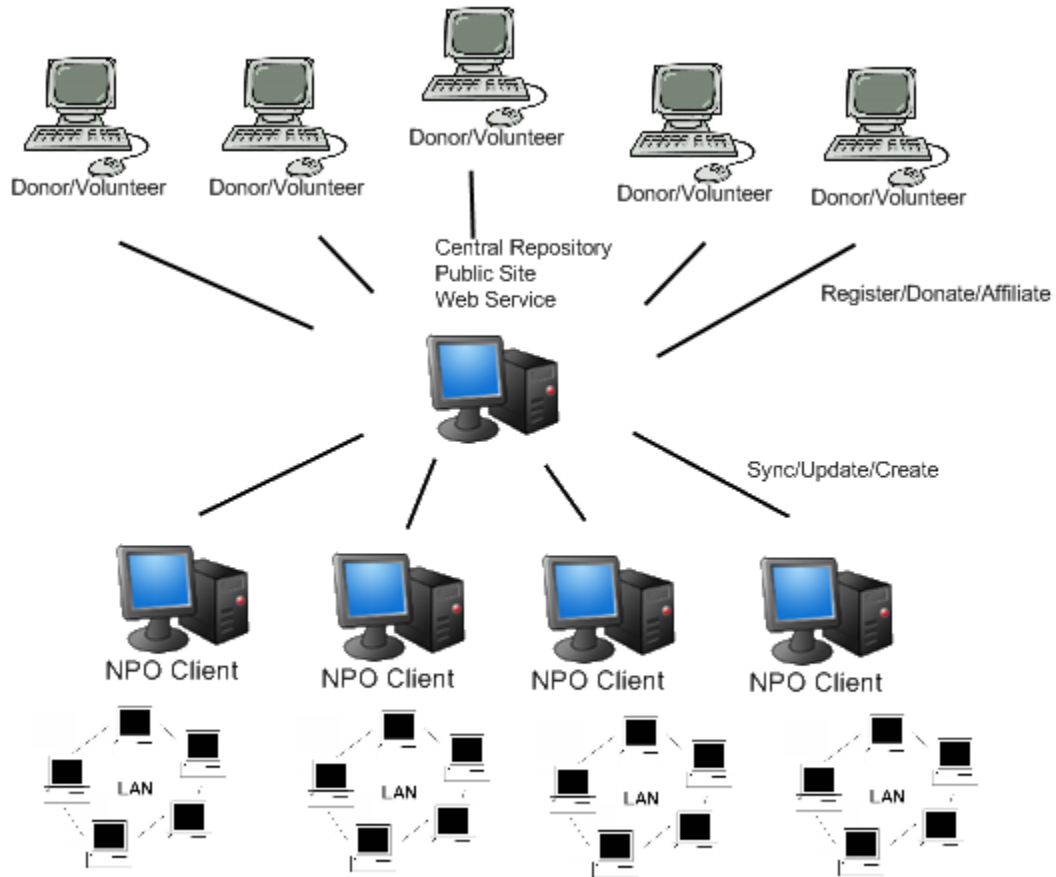 Donor/Volunteer
Donor/Volunteer
Donor/Volunteer
Donor/Volunteer
Donor/Volunteer
Central Repository
Public Site
Web Service
Register/Donate/Affiliate
Sync/Update/Create
NPO Client
NPO Client
NPO Client
NPO Client
LAN
LAN
LAN
LAN